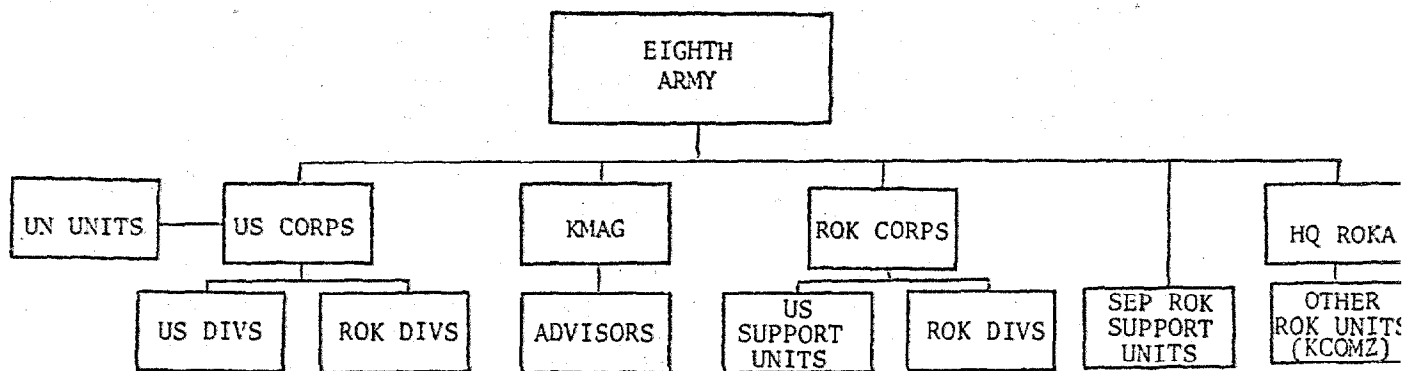 EIGHTH
ARMY
UN UNITS
US CORPS
KMAG
ROK CORPS
HQ ROKA
US DIVS
ROK DIVS
ADVISORS
US
SUPPORT
UNITS
ROK DIVS
SEP ROK
SUPPORT
UNITS
OTHER
ROK UNITS
(KCOMZ)